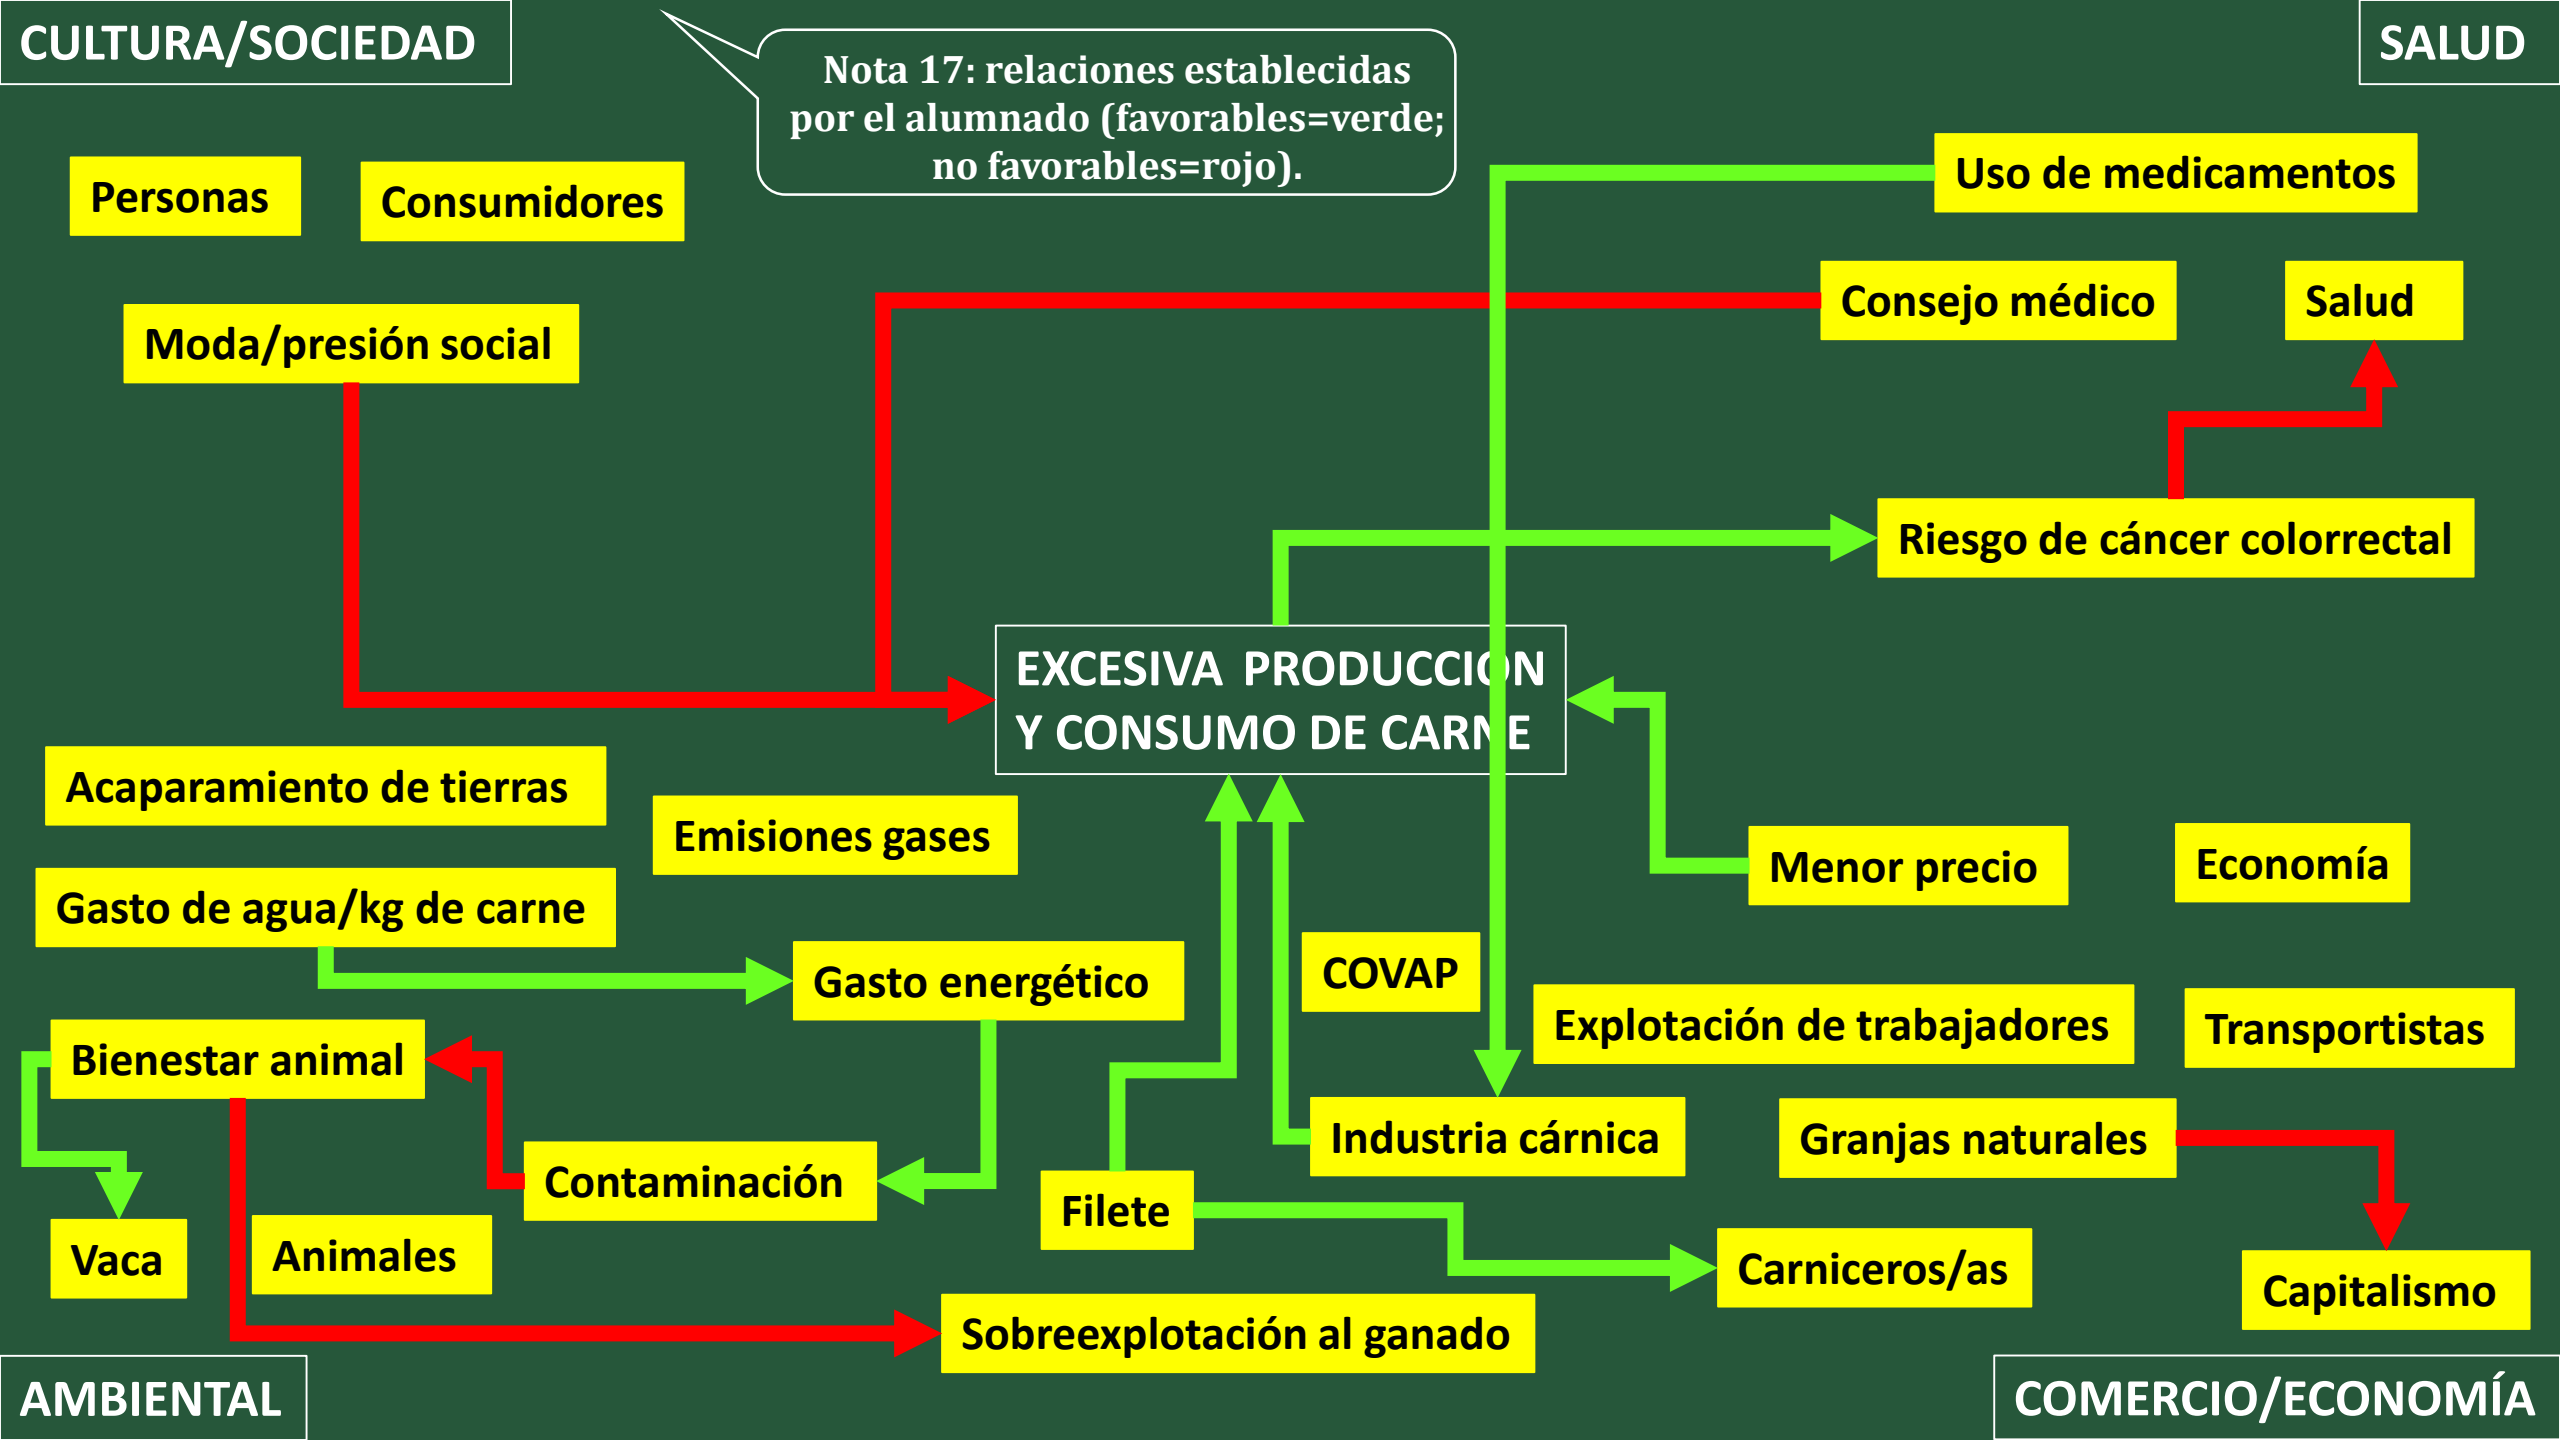 CULTURA/SOCIEDAD
SALUD
Nota 17: relaciones establecidas
por el alumnado (favorables=verde;
no favorables=rojo).
Personas
Consumidores
Uso de medicamentos
Moda/presión social
Consejo médico
Salud
Riesgo de cáncer colorrectal
EXCESIVA PRODUCCION
Y CONSUMO DE CARNE
Acaparamiento de tierras
Emisiones gases
Menor precio
Economía
Gasto de agua/kg de carne
Gasto energético
COVAP
Explotación de trabajadores
Transportistas
Bienestar animal
Industria cárnica
Granjas naturales
Contaminación
Filete
Vaca
Animales
Carniceros/as
Capitalismo
Sobreexplotación al ganado
AMBIENTAL
COMERCIO/ECONOMÍA